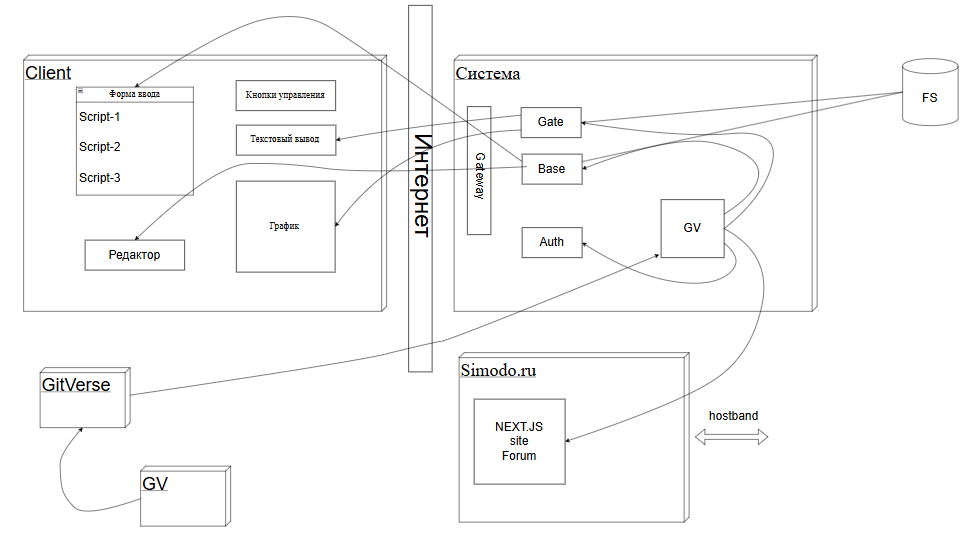 Client
Форма ввода
Script-1
Script-2
Script-3
Кнопки управления
Текстовый вывод
График
Редактор
Интернет
Система
Gateway
Gate
Base
Auth
GV
FS
GitVerse
GV
Simodo.ru
NEXT.JS
site
Forum
hostband